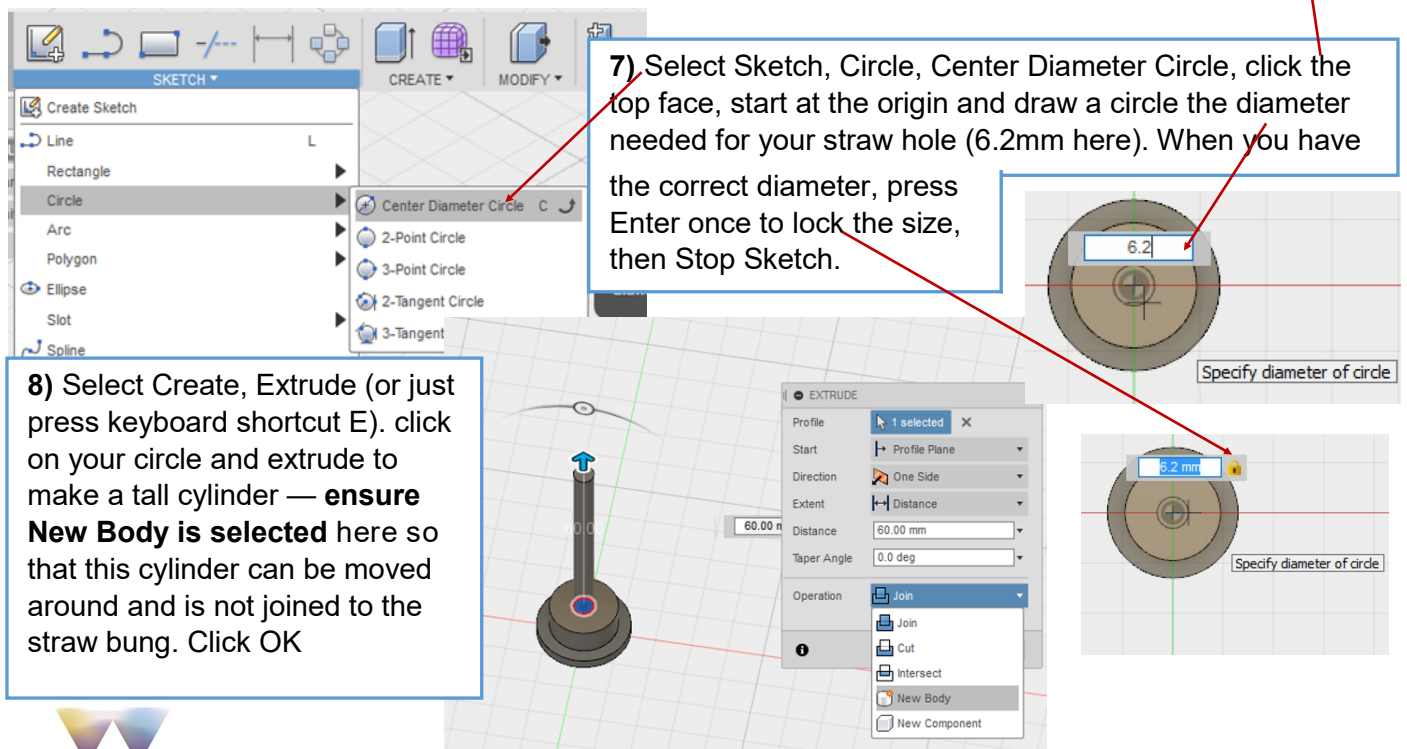 SKETCH ▾
CREATE ▾
MODIFY ▾
Create Sketch
Line L
Rectangle
Circle
Arc
Polygon
Ellipse
Slot
Spline
Center Diameter Circle C
2-Point Circle
3-Point Circle
2-Tangent Circle
3-Tangent
7) Select Sketch, Circle, Center Diameter Circle, click the
top face, start at the origin and draw a circle the diameter
needed for your straw hole (6.2mm here). When you have
the correct diameter, press
Enter once to lock the size,
then Stop Sketch.
6.2
Specify diameter of circle
6.2 mm
Specify diameter of circle
8) Select Create, Extrude (or just
press keyboard shortcut E). click
on your circle and extrude to
make a tall cylinder — ensure
New Body is selected here so
that this cylinder can be moved
around and is not joined to the
straw bung. Click OK
60.00
60.00 m
EXTRUDE
Profile 1 selected
Start Profile Plane
Direction One Side
Extent Distance
Distance 60.00 mm
Taper Angle 0.0 deg
Operation Join
Join
Cut
Intersect
New Body
New Component